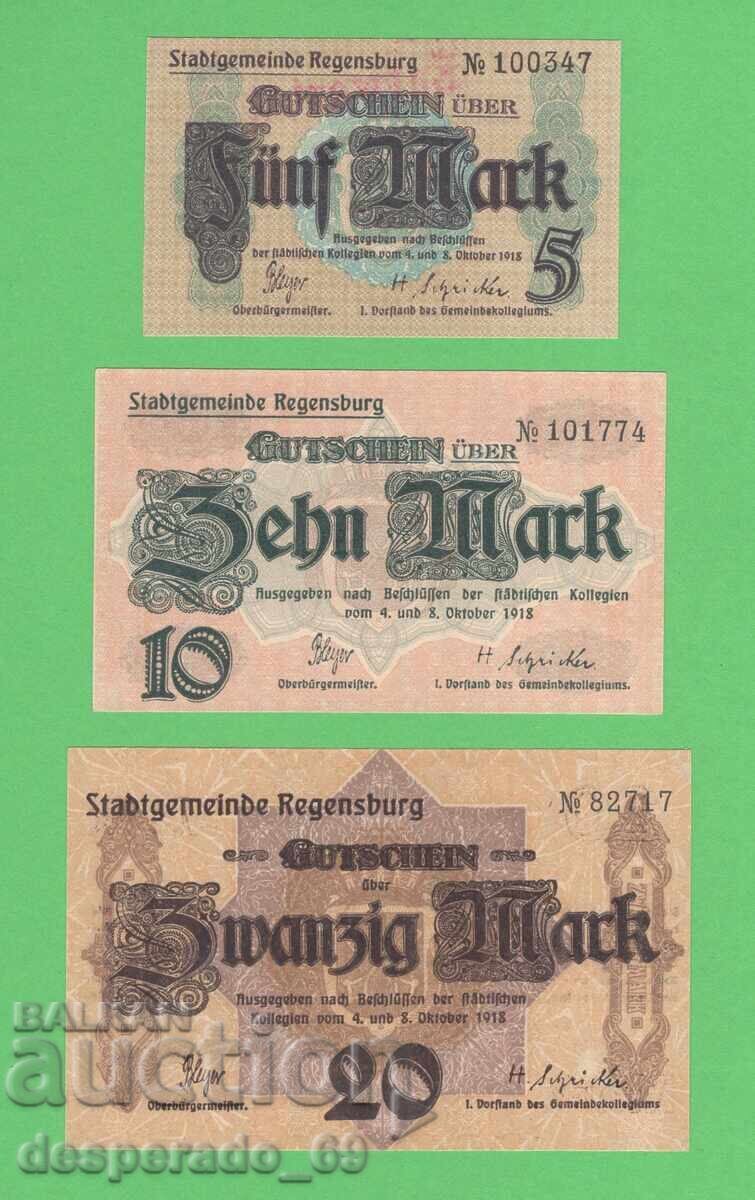 Stadtgemeinde Regensburg № 100347
GUTSCHEIN ÜBER
Fünf Mark
Ausgegeben nach Beschlüssen
der städtischen Kollegien vom 4. und 8. Oktober 1918
5
H. Schricker
Oberbürgermeister. I. Vorstand des Gemeindekollegiums.
Stadtgemeinde Regensburg
№ 101774
GUTSCHEIN ÜBER
Zehn Mark
Ausgegeben nach Beschlüssen der städtischen Kollegien
vom 4. und 8. Oktober 1918
10
H Schricker
Oberbürgermeister. I. Vorstand des Gemeindekollegiums.
Stadtgemeinde Regensburg № 82717
GUTSCHEIN
über
Zwanzig Mark
Ausgegeben nach Beschlüssen der städtischen
Kollegien vom 4. und 8. Oktober 1918
20
H. Schricker
Oberbürgermeister. I. Vorstand des Gemeindekollegiums
BALKAN
auction
desperado_69